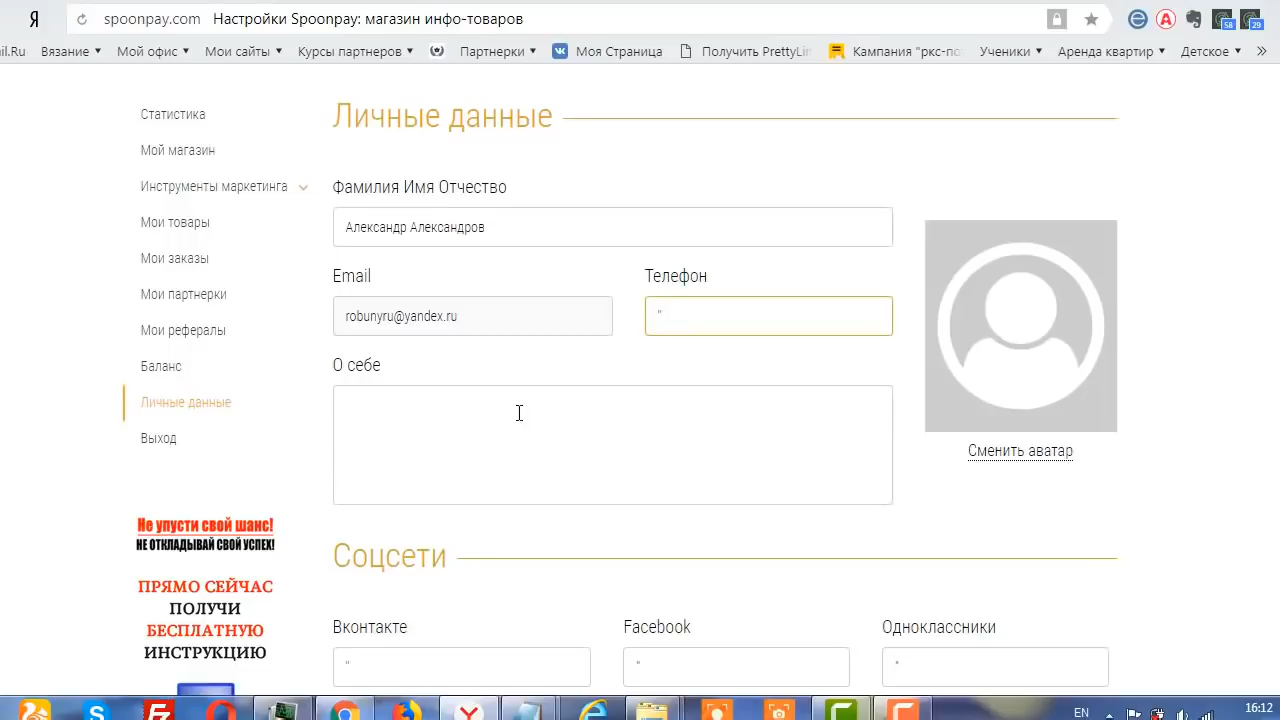 Я
spoonpay.com Настройки Spoonpay: магазин инфо-товаров
58
29
il.Ru Вязание Мой офис Мои сайты Курсы партнеров Партнерки Моя Страница Получить PrettyLin Кампания "ркс-по Ученики Аренда квартир Детское
Статистика
Мой магазин
Инструменты маркетинга
Мои товары
Мои заказы
Мои партнерки
Мои рефералы
Баланс
Личные данные
Выход
Не упусти свой шанс!
НЕ ОТКЛАДЫВАЙ СВОЙ УСПЕХ!
ПРЯМО СЕЙЧАС
ПОЛУЧИ
БЕСПЛАТНУЮ
ИНСТРУКЦИЮ
Личные данные
Фамилия Имя Отчество
Александр Александров
Email Телефон
robunyru@yandex.ru "
О себе
Сменить аватар
Соцсети
Вконтакте Facebook Одноклассники
" " "
EN 16:12